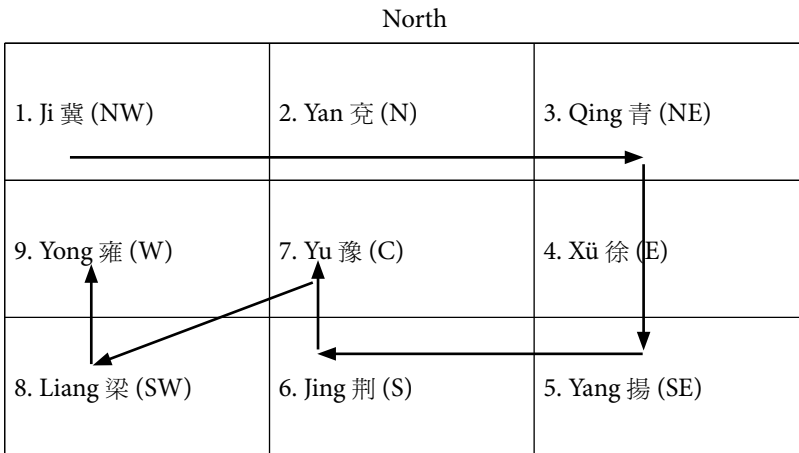 North
1. Ji 冀 (NW)
2. Yan 兗 (N)
3. Qing 青 (NE)
9. Yong 雍 (W)
7. Yu 豫 (C)
4. Xü 徐 (E)
8. Liang 梁 (SW)
6. Jing 荆 (S)
5. Yang 揚 (SE)